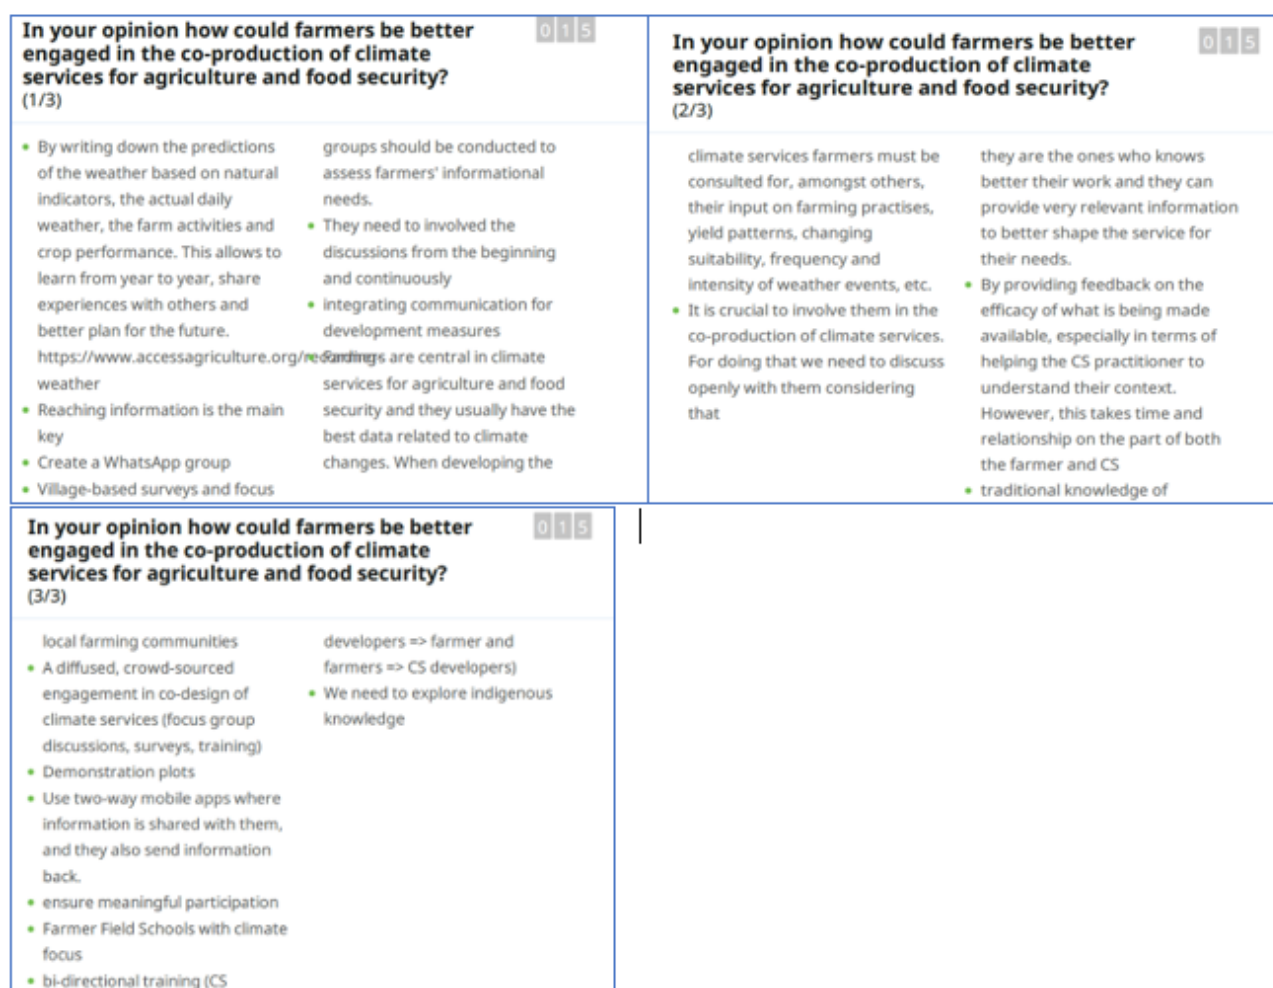 In your opinion how could farmers be better
engaged in the co-production of climate
services for agriculture and food security?
(1/3)
0 1 5
By writing down the predictions
of the weather based on natural
indicators, the actual daily
weather, the farm activities and
crop performance. This allows to
learn from year to year, share
experiences with others and
better plan for the future.
https://www.accessagriculture.org/recording-
weather
Reaching information is the main
key
Create a WhatsApp group
Village-based surveys and focus
groups should be conducted to
assess farmers' informational
needs.
They need to involved the
discussions from the beginning
and continuously
integrating communication for
development measures
Farmers are central in climate
services for agriculture and food
security and they usually have the
best data related to climate
changes. When developing the
In your opinion how could farmers be better
engaged in the co-production of climate
services for agriculture and food security?
(2/3)
0 1 5
climate services farmers must be
consulted for, amongst others,
their input on farming practises,
yield patterns, changing
suitability, frequency and
intensity of weather events, etc.
It is crucial to involve them in the
co-production of climate services.
For doing that we need to discuss
openly with them considering
that
they are the ones who knows
better their work and they can
provide very relevant information
to better shape the service for
their needs.
By providing feedback on the
efficacy of what is being made
available, especially in terms of
helping the CS practitioner to
understand their context.
However, this takes time and
relationship on the part of both
the farmer and CS
traditional knowledge of
In your opinion how could farmers be better
engaged in the co-production of climate
services for agriculture and food security?
(3/3)
0 1 5
local farming communities
A diffused, crowd-sourced
engagement in co-design of
climate services (focus group
discussions, surveys, training)
Demonstration plots
Use two-way mobile apps where
information is shared with them,
and they also send information
back.
ensure meaningful participation
Farmer Field Schools with climate
focus
bi-directional training (CS
developers => farmer and
farmers => CS developers)
We need to explore indigenous
knowledge